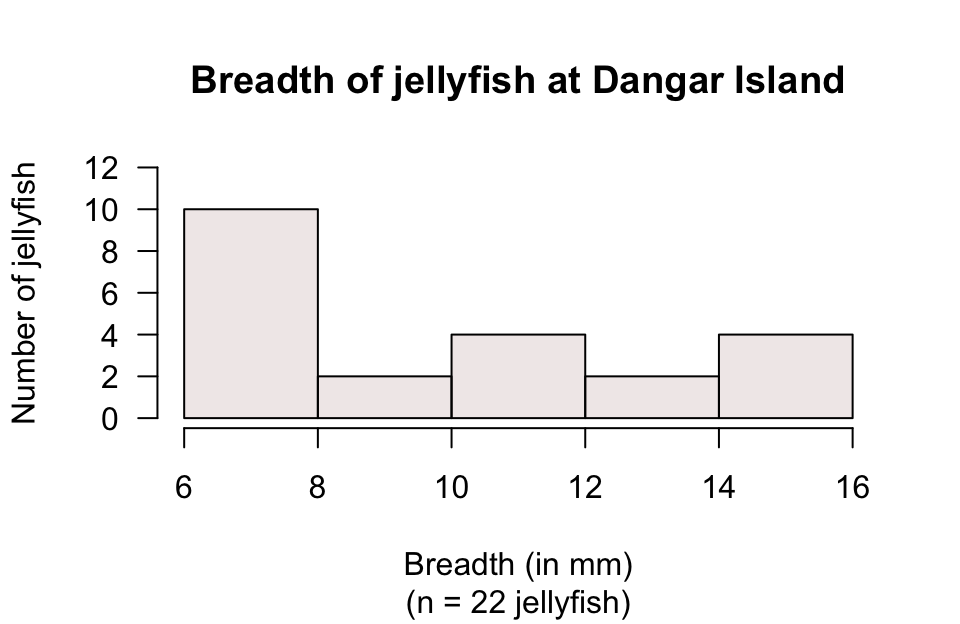 Breadth of jellyfish at Dangar Island
Number of jellyfish
12
10
8
6
4
2
0
6 8 10 12 14 16
Breadth (in mm)
(n = 22 jellyfish)